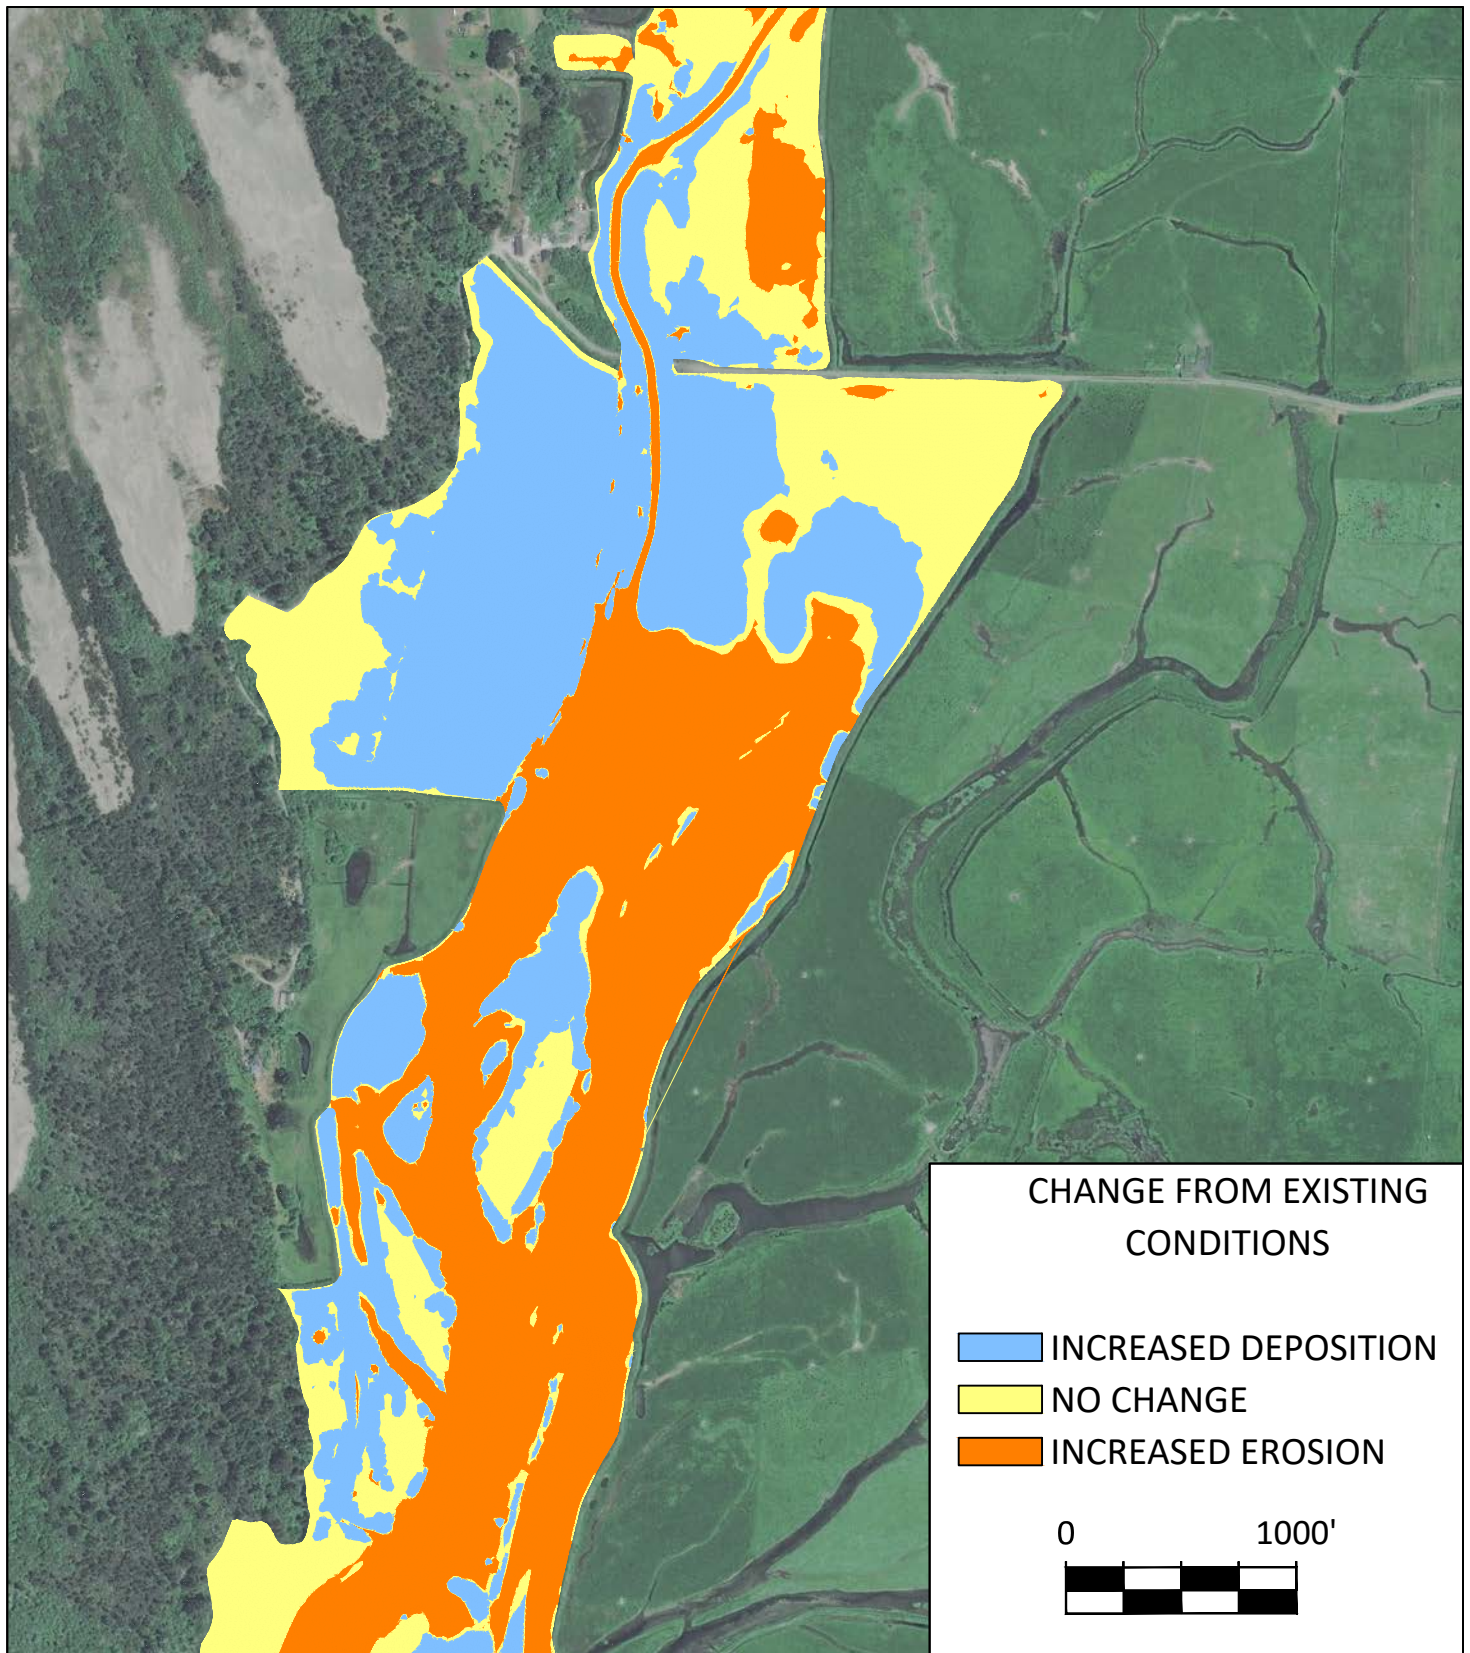 CHANGE FROM EXISTING
CONDITIONS
INCREASED DEPOSITION
NO CHANGE
INCREASED EROSION
0 1000'